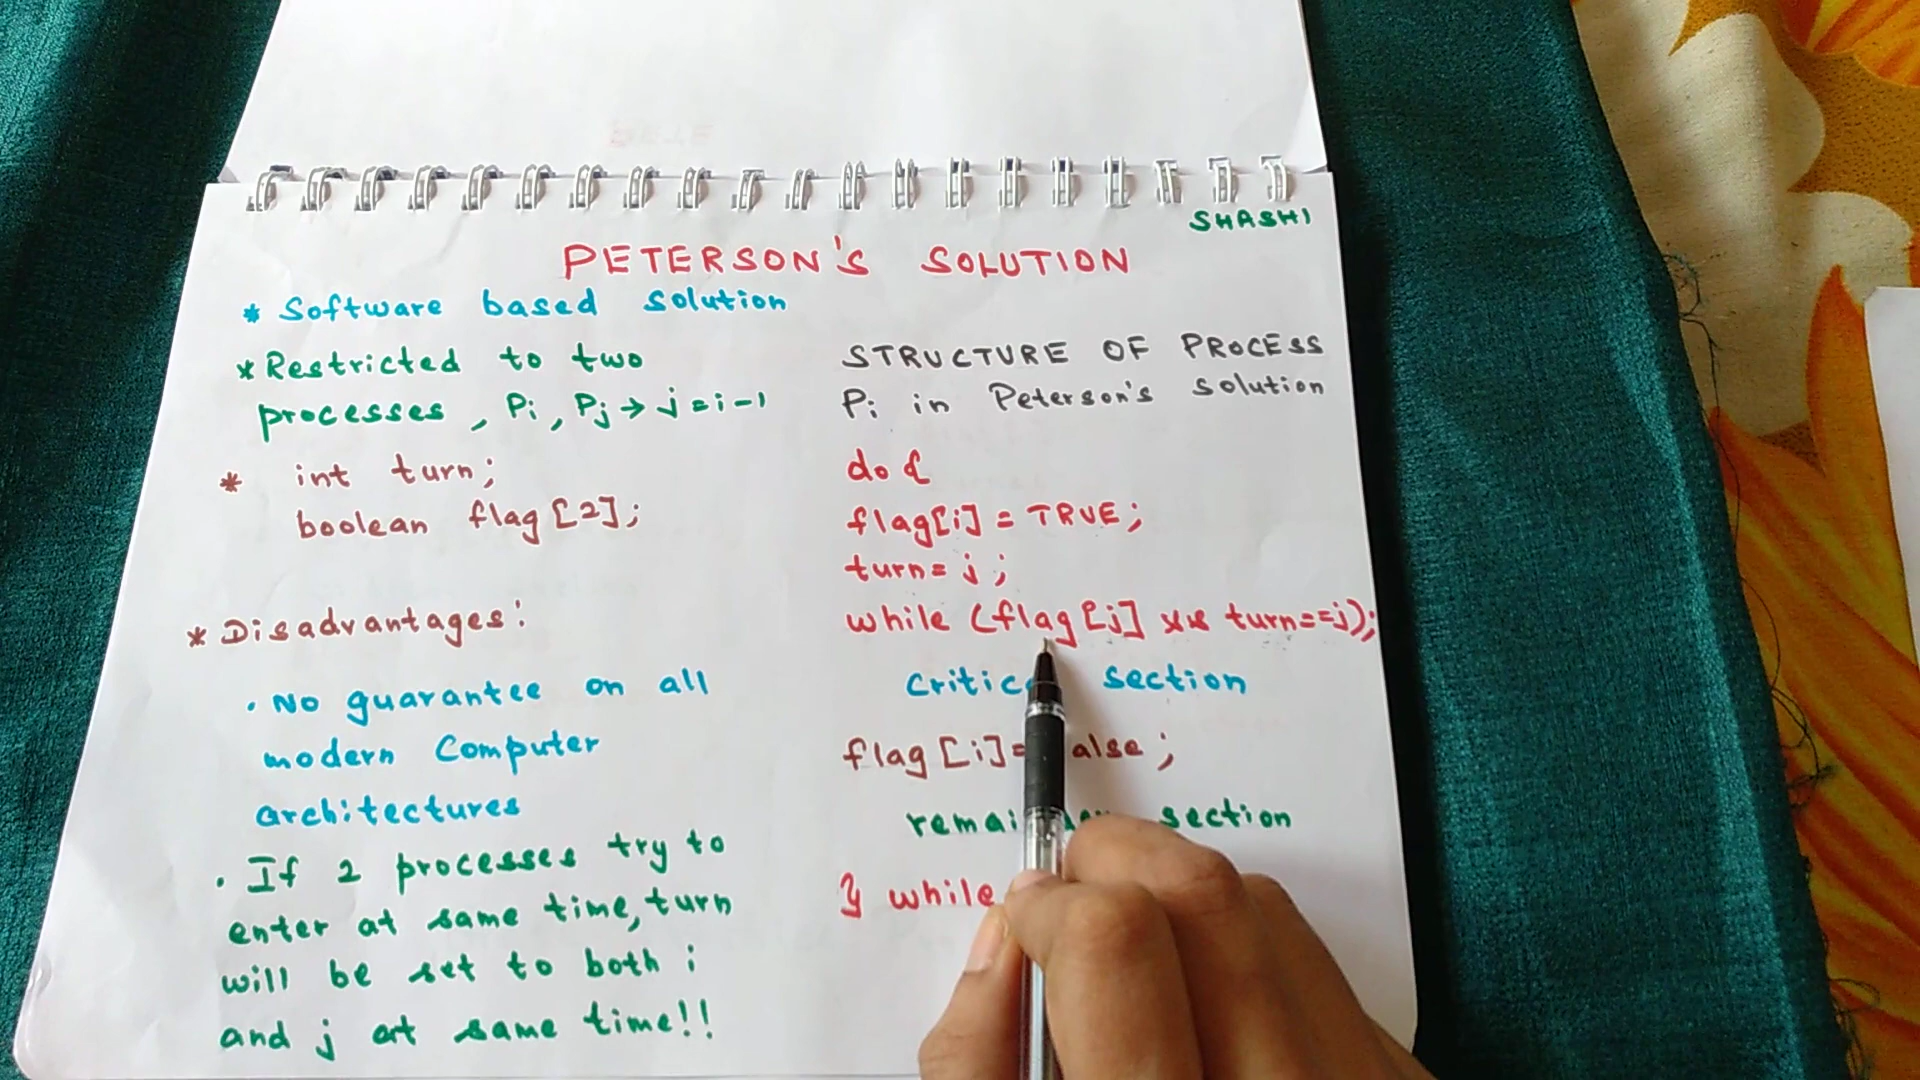 SHASHI
PETERSON'S SOLUTION
* Software based solution
* Restricted to two
processes, Pi, Pj → j=i-1
* int turn;
boolean flag[2];
* Disadvantages:
. No guarantee on all
modern Computer
architectures
. If 2 processes try to
enter at same time, turn
will be set to both i
and j at same time!!
STRUCTURE OF PROCESS
Pi in Peterson's solution
do {
flag[i] = TRUE;
turn = j;
while (flag[j] && turn==j);
section
flag[i]=
section
} while